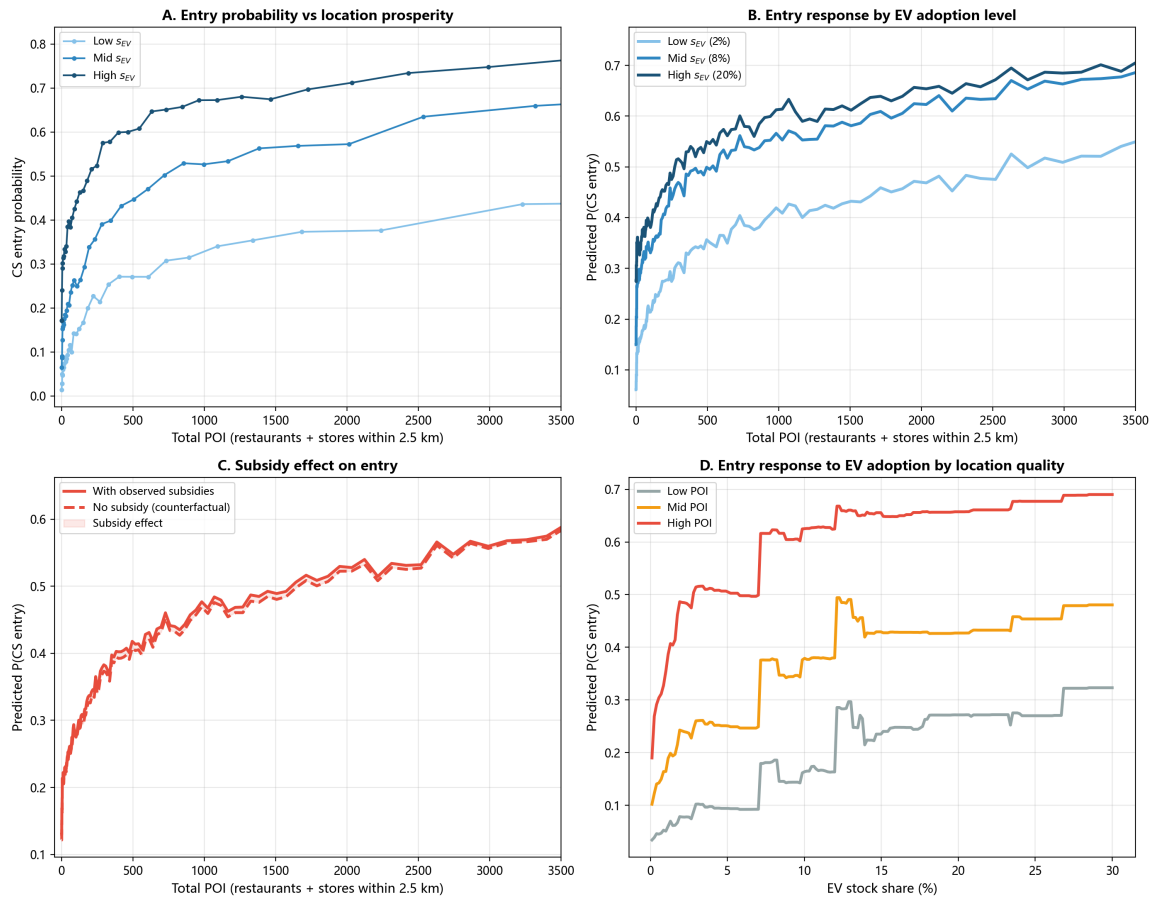 A. Entry probability vs location prosperity
Low s_EV
Mid s_EV
High s_EV
CS entry probability
0.8
0.7
0.6
0.5
0.4
0.3
0.2
0.1
0.0
0 500 1000 1500 2000 2500 3000 3500
Total POI (restaurants + stores within 2.5 km)
B. Entry response by EV adoption level
Low s_EV (2%)
Mid s_EV (8%)
High s_EV (20%)
Predicted P(CS entry)
0.7
0.6
0.5
0.4
0.3
0.2
0.1
0 500 1000 1500 2000 2500 3000 3500
Total POI (restaurants + stores within 2.5 km)
C. Subsidy effect on entry
With observed subsidies
No subsidy (counterfactual)
Subsidy effect
Predicted P(CS entry)
0.6
0.5
0.4
0.3
0.2
0.1
0 500 1000 1500 2000 2500 3000 3500
Total POI (restaurants + stores within 2.5 km)
D. Entry response to EV adoption by location quality
Low POI
Mid POI
High POI
Predicted P(CS entry)
0.7
0.6
0.5
0.4
0.3
0.2
0.1
0 5 10 15 20 25 30
EV stock share (%)